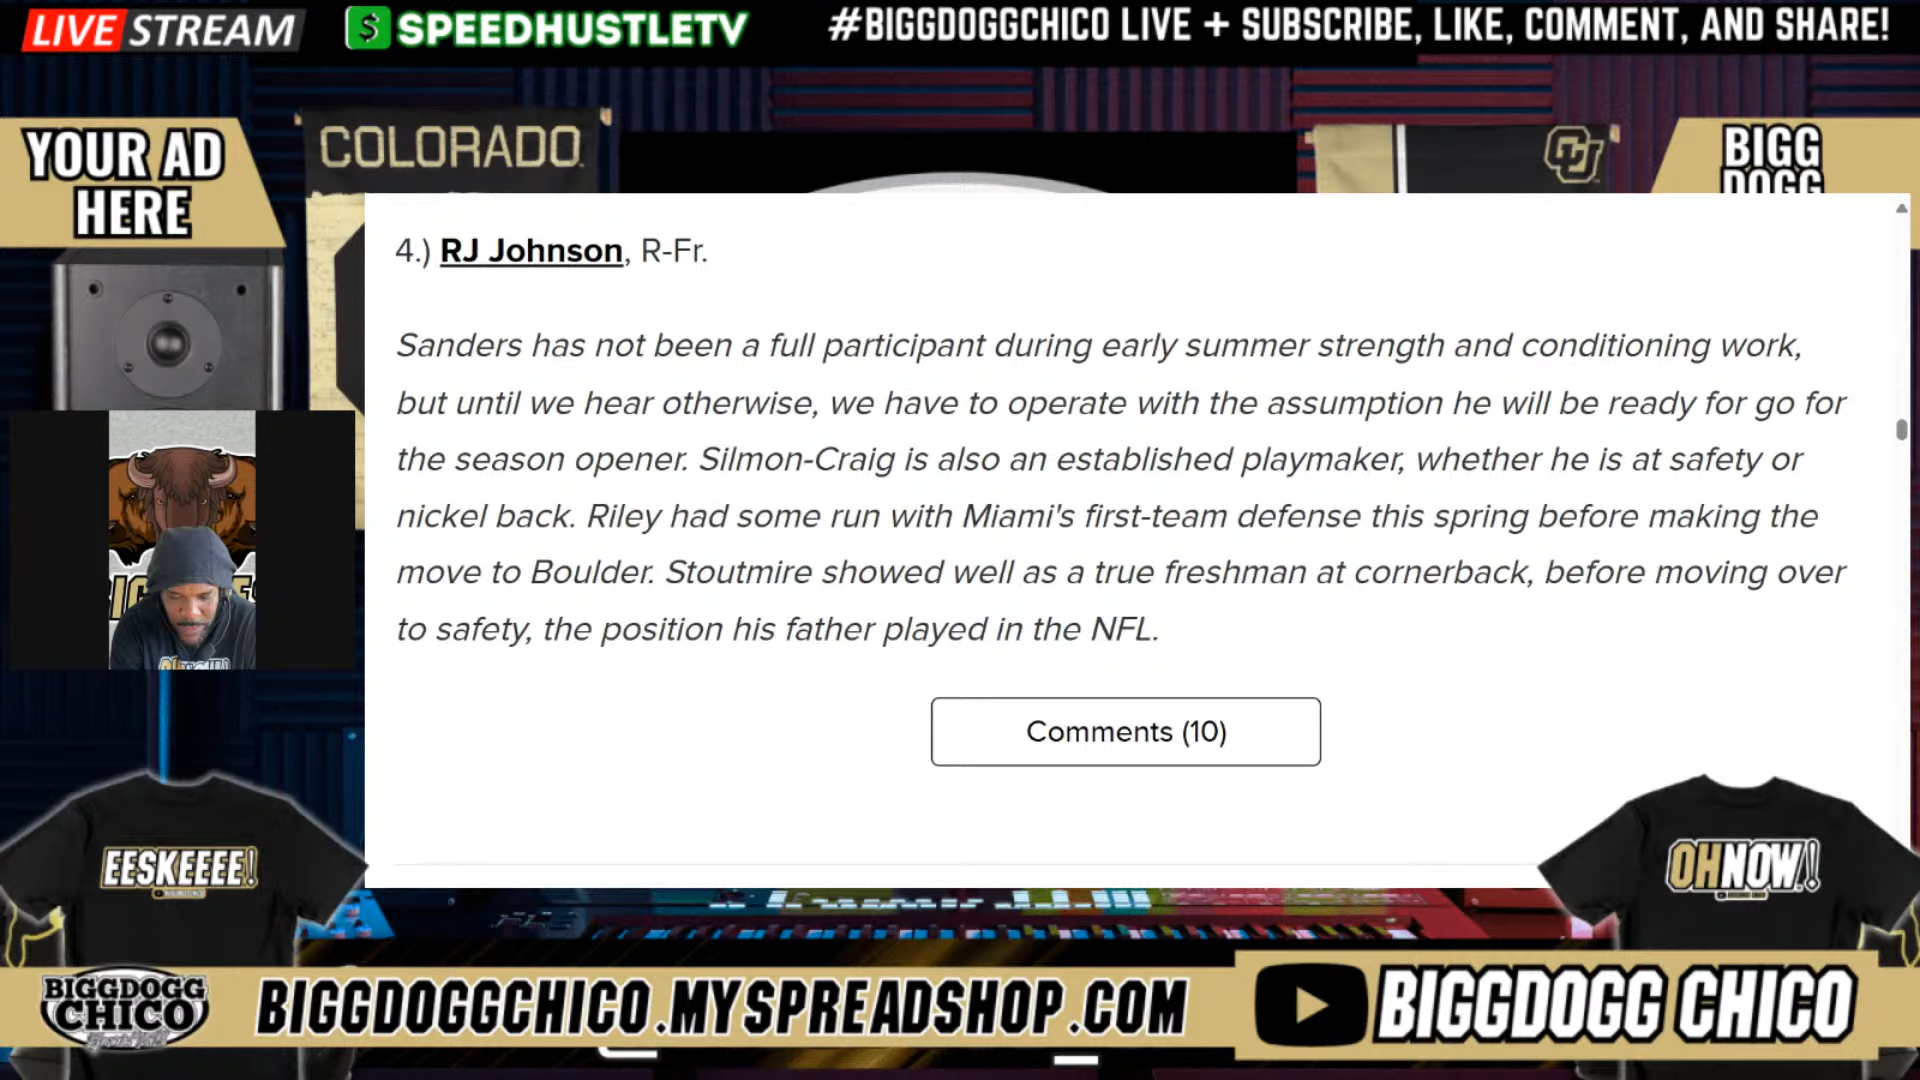 LIVE STREAM
$ SPEEDHUSTLETV
#BIGGDOGGCHICO LIVE + SUBSCRIBE, LIKE, COMMENT, AND SHARE!
YOUR AD
HERE
COLORADO
CU
BIGG
DOGG
4.) RJ Johnson, R-Fr.
Sanders has not been a full participant during early summer strength and conditioning work,
but until we hear otherwise, we have to operate with the assumption he will be ready for go for
the season opener. Silmon-Craig is also an established playmaker, whether he is at safety or
nickel back. Riley had some run with Miami's first-team defense this spring before making the
move to Boulder. Stoutmire showed well as a true freshman at cornerback, before moving over
to safety, the position his father played in the NFL.
Comments (10)
EESKEEEE!
OHNOW!
BIGGDOGG
CHICO
BIGGDOGGCHICO.MYSPREADSHOP.COM
BIGGDOGG CHICO